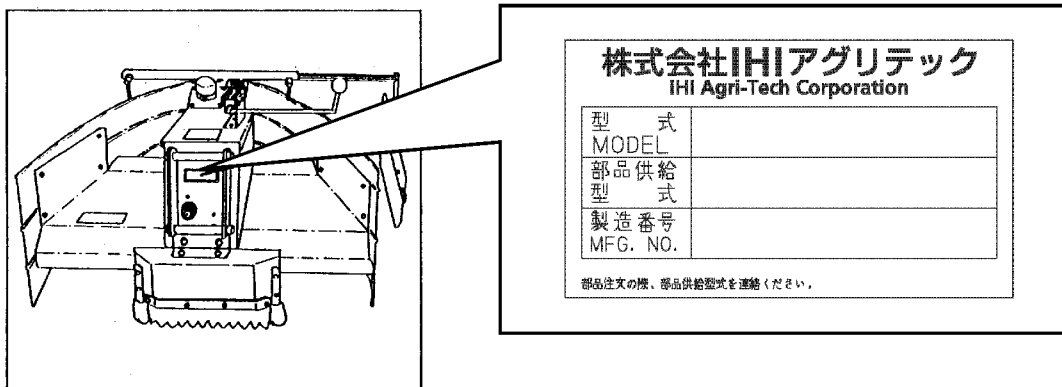 株式会社IHIアグリテック
IHI Agri-Tech Corporation
型 式
MODEL
部品供給
型 式
製造番号
MFG. NO.
部品注文の際、部品供給型式を連絡ください。